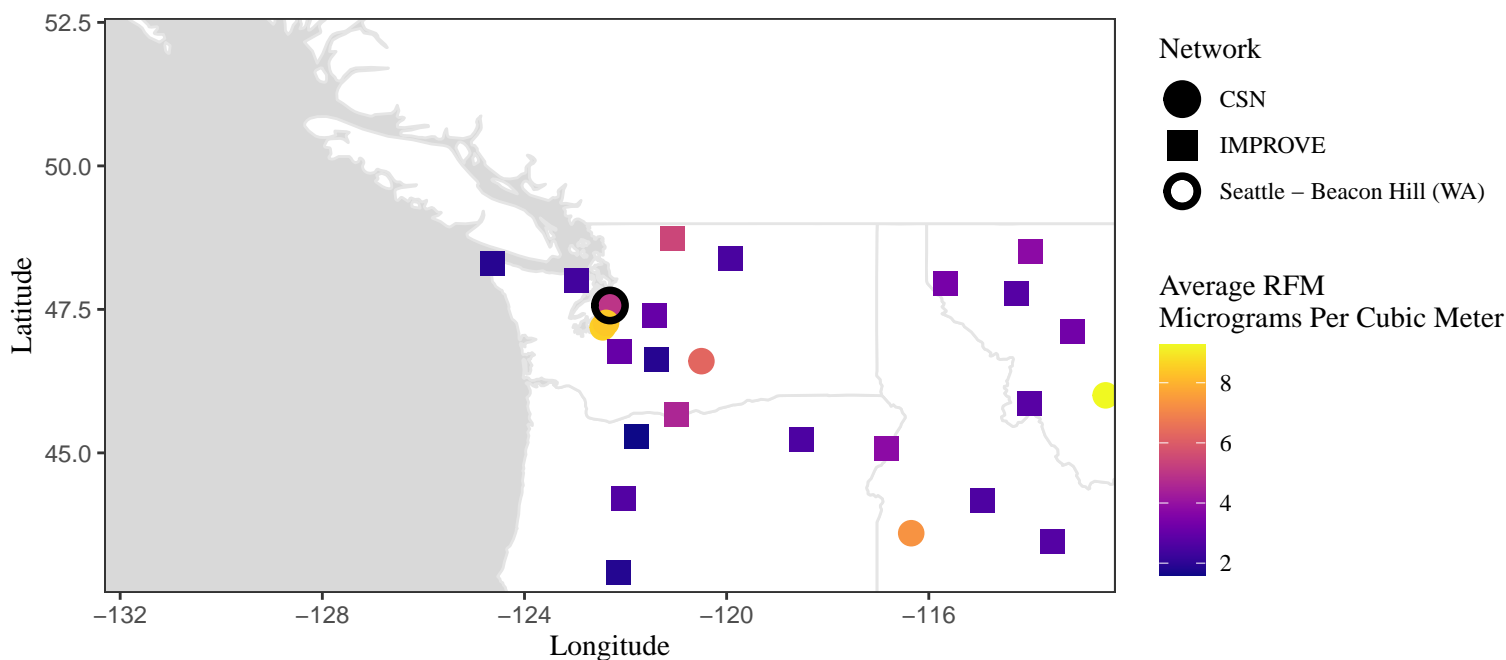 52.5
50.0
47.5
45.0
Latitude
−132
−128
−124
−120
−116
Longitude
Network
CSN
IMPROVE
Seattle − Beacon Hill (WA)
Average RFM
Micrograms Per Cubic Meter
8
6
4
2